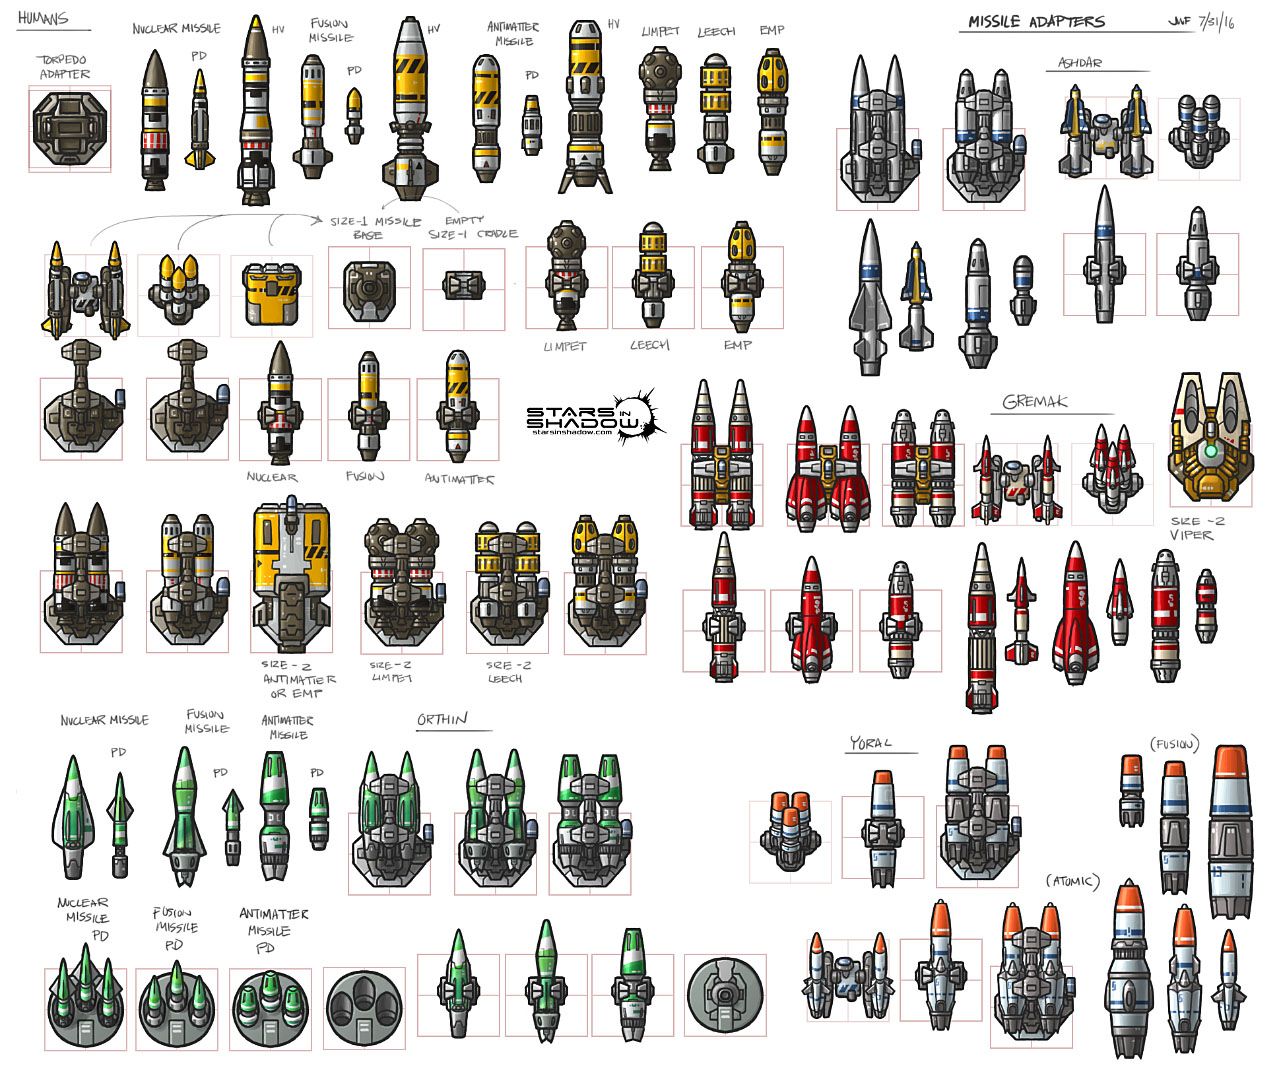 HUMANS
MISSILE ADAPTERS
JWF 7/31/16
TORPEDO
ADAPTER
NUCLEAR MISSILE
PD
HV
FUSION
MISSILE
PD
HV
ANTIMATTER
MISSILE
PD
HV
LIMPET
LEECH
EMP
ASHDAR
SIZE-1 MISSILE
BASE
EMPTY
SIZE-1 CRADLE
LIMPET
LEECH
EMP
NUCLEAR
FUSION
ANTIMATTER
STARS IN
SHADOW
starsinshadow.com
GREMAK
SIZE -2
VIPER
SIZE - 2
ANTIMATTER
OR EMP
SIZE-2
LIMPET
SIZE -2
LEECH
NUCLEAR MISSILE
PD
FUSION
MISSILE
PD
ANTIMATTER
MISSILE
PD
ORTHIN
YORAL
(FUSION)
(ATOMIC)
NUCLEAR
MISSILE
PD
FUSION
MISSILE
PD
ANTIMATTER
MISSILE
PD